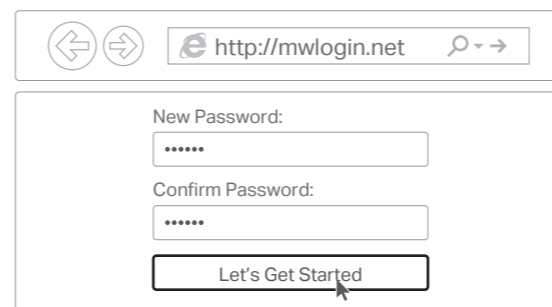 http://mwlogin.net
New Password:
••••••
Confirm Password:
••••••
Let's Get Started